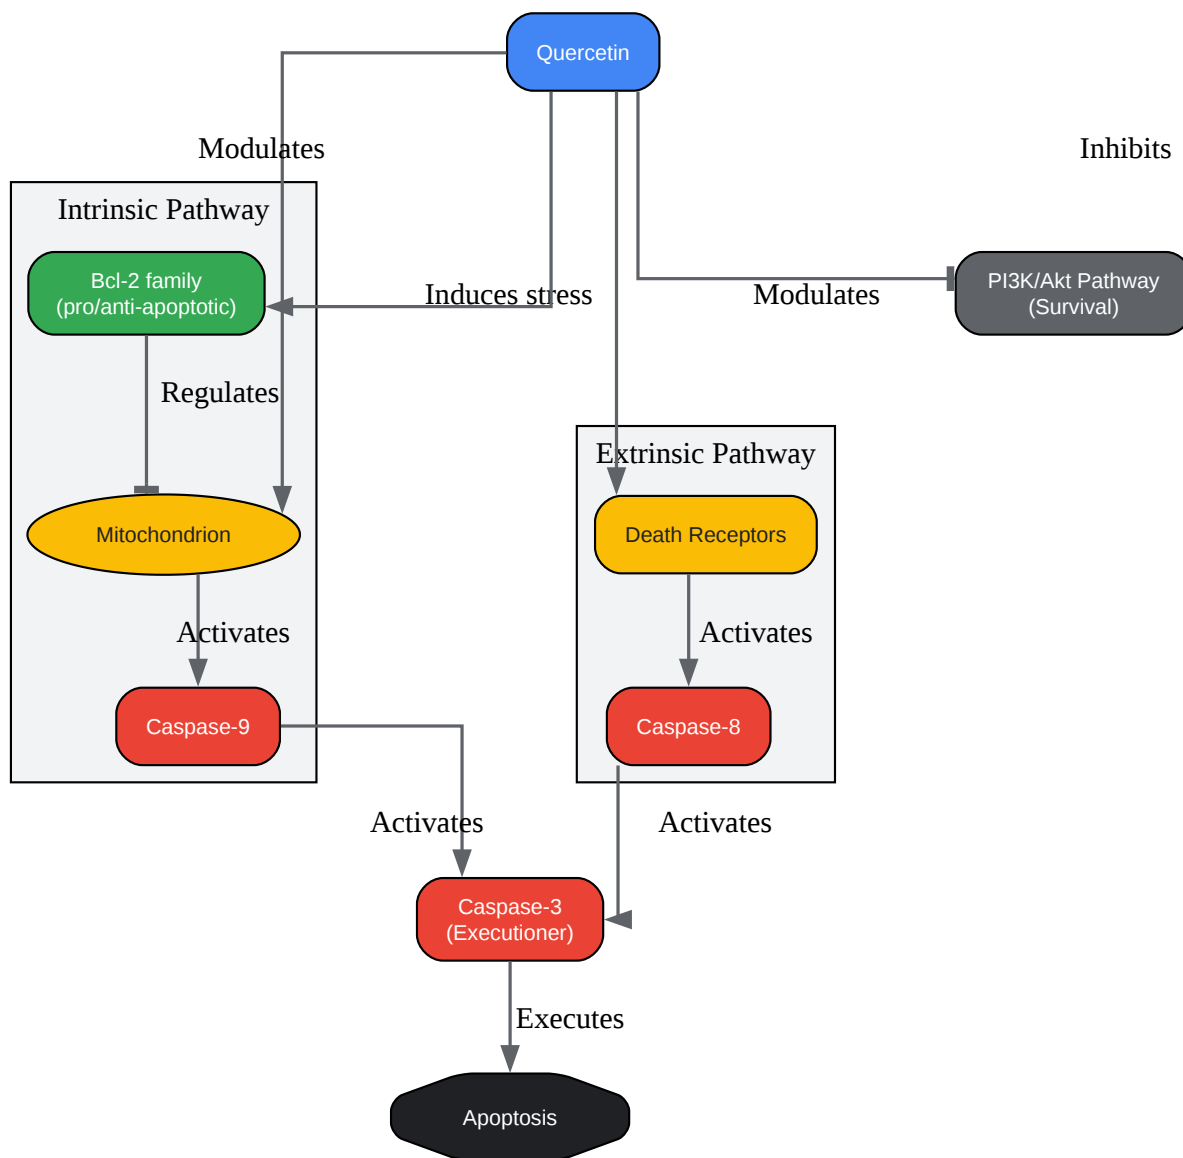 Quercetin
Modulates
Inhibits
Intrinsic Pathway
Bcl-2 family
(pro/anti-apoptotic)
Induces stress
Modulates
PI3K/Akt Pathway
(Survival)
Regulates
Extrinsic Pathway
Mitochondrion
Death Receptors
Activates
Activates
Caspase-9
Caspase-8
Activates
Activates
Caspase-3
(Executioner)
Executes
Apoptosis